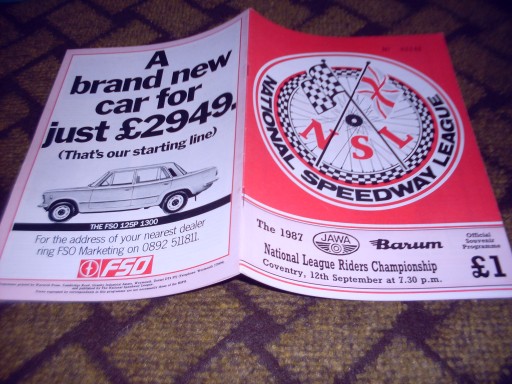 A
brand new
car for
just £2949.
(That's our starting line)
THE FSO 125P 1300
For the address of your nearest dealer
ring FSO Marketing on 0892 511811.
FSO
NATIONAL SPEEDWAY LEAGUE
NSL
The 1987
JAWA
Barum
National League Riders Championship
Coventry, 12th September at 7.30 p.m.
Official
Souvenir
Programme
£1